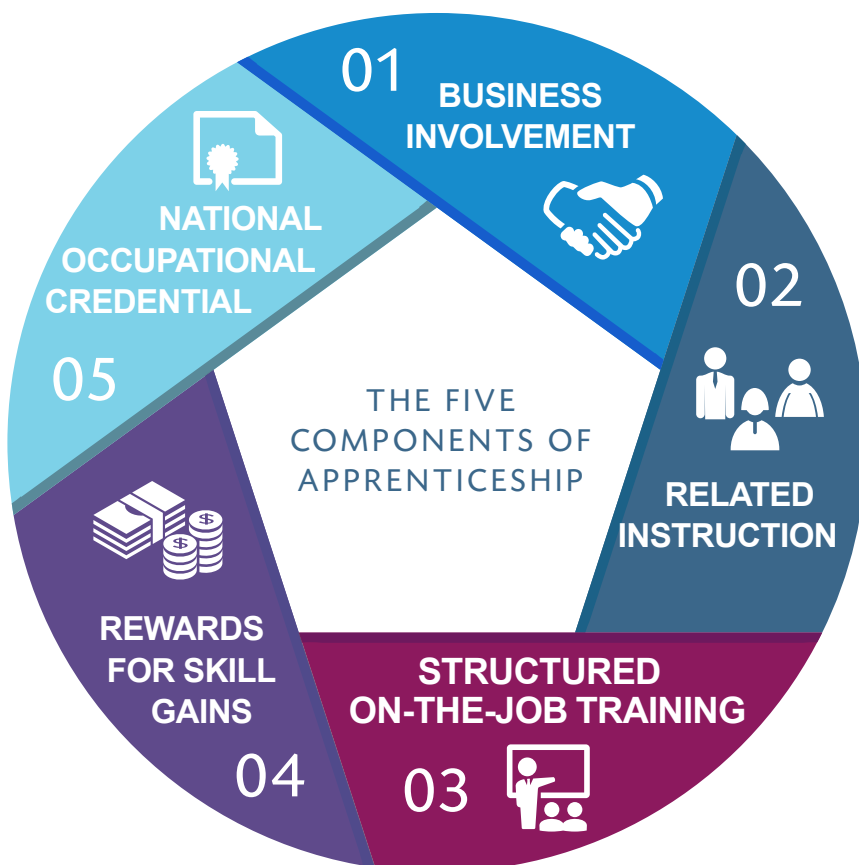 THE FIVE
COMPONENTS OF
APPRENTICESHIP
01
BUSINESS
INVOLVEMENT
02
RELATED
INSTRUCTION
STRUCTURED
ON-THE-JOB TRAINING
03
$
$
REWARDS
FOR SKILL
GAINS
04
NATIONAL
OCCUPATIONAL
CREDENTIAL
05